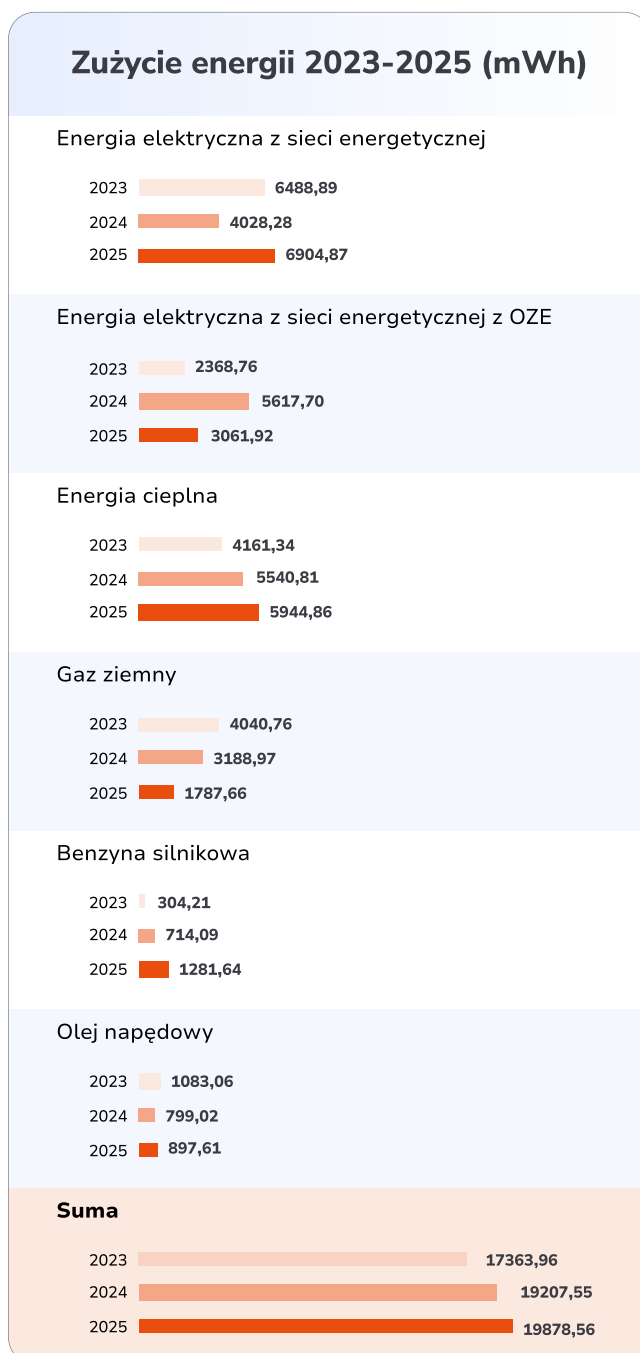 Zużycie energii 2023-2025 (mWh)
Energia elektryczna z sieci energetycznej
2023 6488,89
2024 4028,28
2025 6904,87
Energia elektryczna z sieci energetycznej z OZE
2023 2368,76
2024 5617,70
2025 3061,92
Energia cieplna
2023 4161,34
2024 5540,81
2025 5944,86
Gaz ziemny
2023 4040,76
2024 3188,97
2025 1787,66
Benzyna silnikowa
2023 304,21
2024 714,09
2025 1281,64
Olej napędowy
2023 1083,06
2024 799,02
2025 897,61
Suma
2023 17363,96
2024 19207,55
2025 19878,56